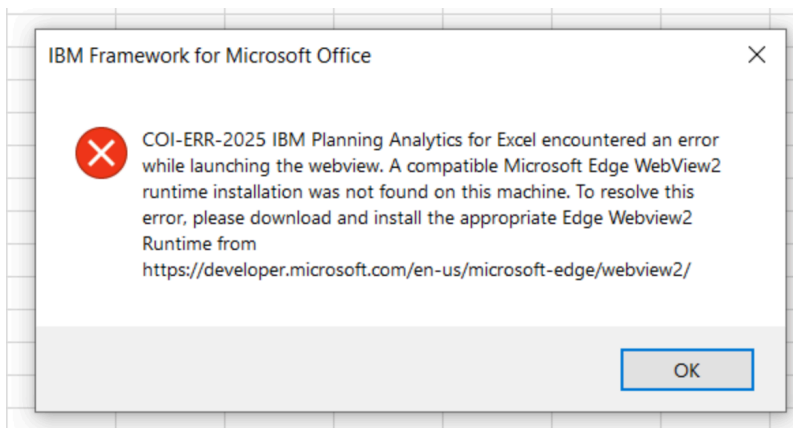 IBM Framework for Microsoft Office
COI-ERR-2025 IBM Planning Analytics for Excel encountered an error
while launching the webview. A compatible Microsoft Edge WebView2
runtime installation was not found on this machine. To resolve this
error, please download and install the appropriate Edge Webview2
Runtime from
https://developer.microsoft.com/en-us/microsoft-edge/webview2/
OK